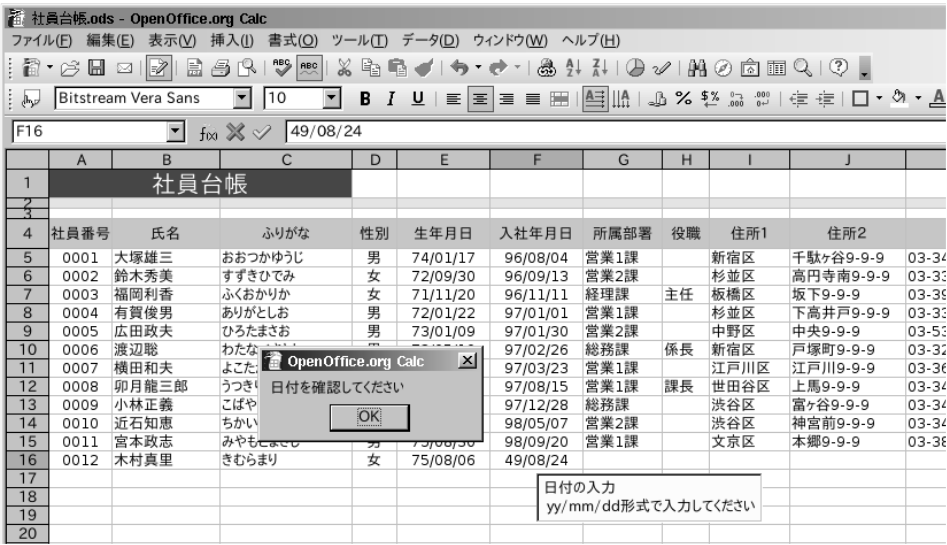 社員台帳.ods - OpenOffice.org Calc
ファイル(F) 編集(E) 表示(V) 挿入(I) 書式(O) ツール(T) データ(D) ウィンドウ(W) ヘルプ(H)
Bitstream Vera Sans 10 B I U
F16 f(x) 49/08/24
A B C D E F G H I J
1 社員台帳
2
3
4 社員番号 氏名 ふりがな 性別 生年月日 入社年月日 所属部署 役職 住所1 住所2
5 0001 大塚雄三 おおつかゆうじ 男 74/01/17 96/08/04 営業1課 新宿区 千駄ヶ谷9-9-9 03-34
6 0002 鈴木秀美 すずきひでみ 女 72/09/30 96/09/13 営業2課 杉並区 高円寺南9-9-9 03-33
7 0003 福岡利香 ふくおかりか 女 71/11/20 96/11/11 経理課 主任 板橋区 坂下9-9-9 03-39
8 0004 有賀俊男 ありがとしお 男 72/01/22 97/01/01 営業1課 杉並区 下高井戸9-9-9 03-33
9 0005 広田政夫 ひろたまさお 男 73/01/09 97/01/30 営業2課 中野区 中央9-9-9 03-53
10 0006 渡辺聡 わたな 97/02/26 総務課 係長 新宿区 戸塚町9-9-9 03-32
11 0007 横田和夫 よこた 97/03/23 営業1課 江戸川区 江戸川9-9-9 03-36
12 0008 卯月龍三郎 うつき 97/08/15 営業1課 課長 世田谷区 上馬9-9-9 03-34
13 0009 小林正義 こばや 97/12/28 総務課 渋谷区 富ヶ谷9-9-9 03-34
14 0010 近石知恵 ちかい 98/05/07 営業2課 渋谷区 神宮前9-9-9 03-34
15 0011 宮本政志 みやもとまさし 男 75/08/30 98/09/20 営業1課 文京区 本郷9-9-9 03-38
16 0012 木村真里 きむらまり 女 75/08/06 49/08/24
17
18
19
20
OpenOffice.org Calc
日付を確認してください
OK
日付の入力
yy/mm/dd形式で入力してください